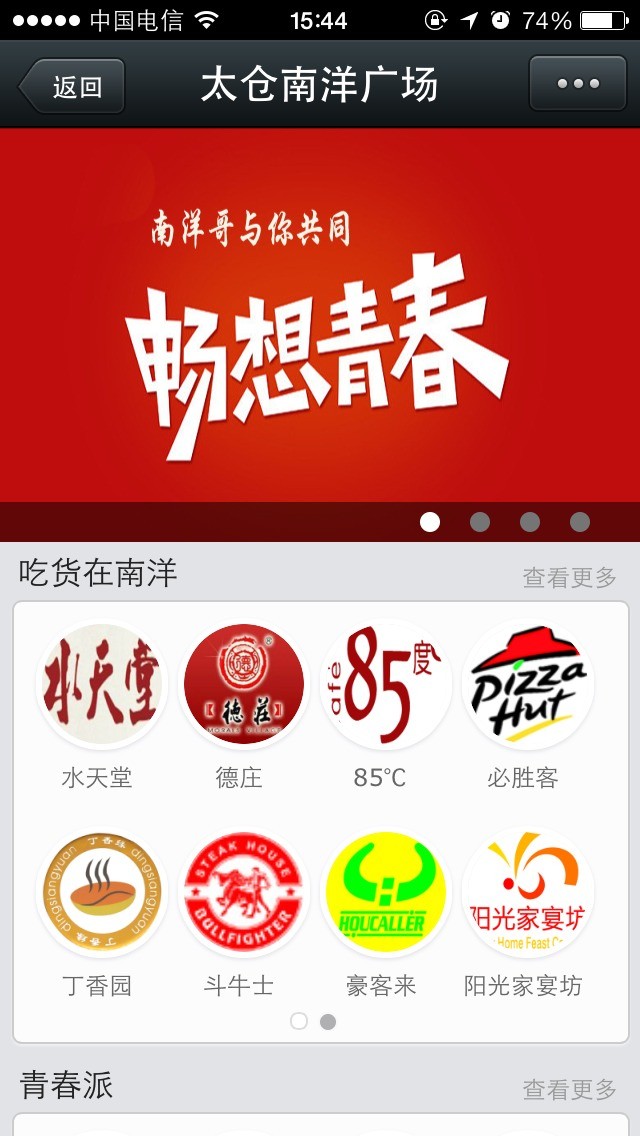 中国电信
15:44
74%
返回
太仓南洋广场
南洋哥与你共同
畅想青春
吃货在南洋
查看更多
水天堂
德莊
MORALS VILLAGE
afé 85度
Pizza Hut
水天堂
德庄
85℃
必胜客
丁香缘
dingxiangyuan
dingxiangyuan
STEAK HOUSE
BULLFIGHTER
HOUCALLER
阳光家宴坊
Home Feast
丁香园
斗牛士
豪客来
阳光家宴坊
青春派
查看更多